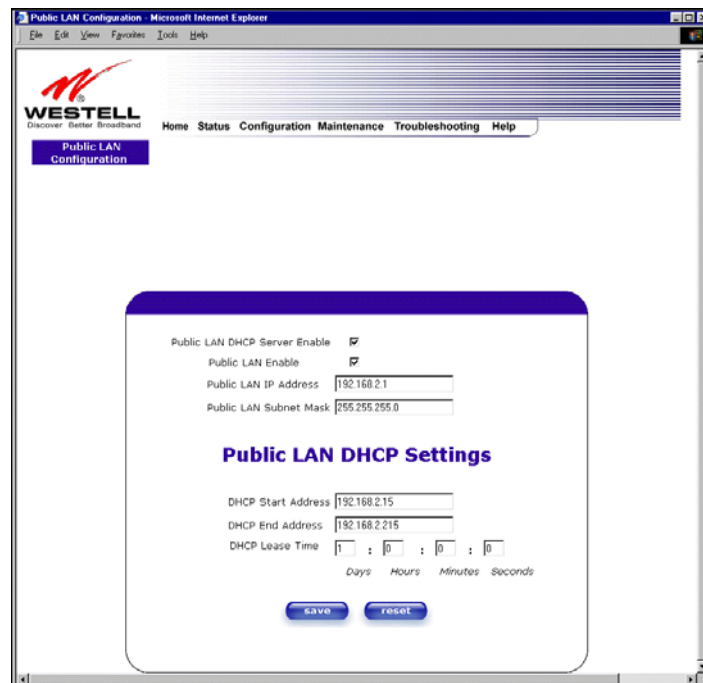 Public LAN Configuration - Microsoft Internet Explorer
File Edit View Favorites Tools Help
WESTELL
Discover Better Broadband
Home Status Configuration Maintenance Troubleshooting Help
Public LAN
Configuration
Public LAN DHCP Server Enable
Public LAN Enable
Public LAN IP Address 192.168.2.1
Public LAN Subnet Mask 255.255.255.0
Public LAN DHCP Settings
DHCP Start Address 192.168.2.15
DHCP End Address 192.168.2.215
DHCP Lease Time 1 : 0 : 0 : 0
Days Hours Minutes Seconds
save reset